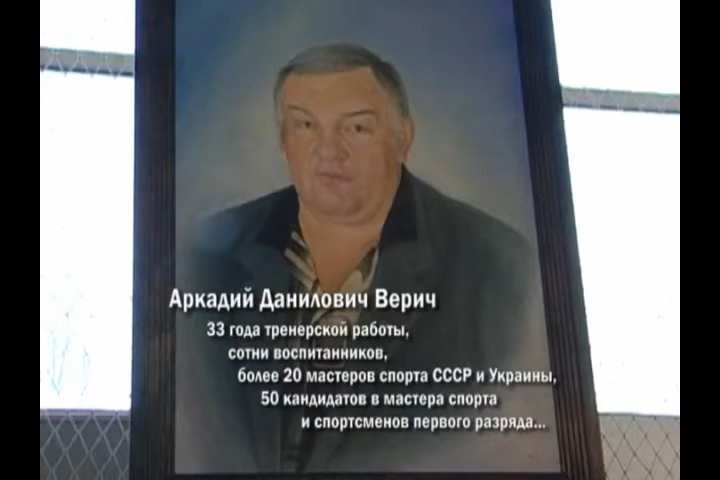 Аркадий Данилович Верич
33 года тренерской работы,
сотни воспитанников,
более 20 мастеров спорта СССР и Украины,
50 кандидатов в мастера спорта
и спортсменов первого разряда...